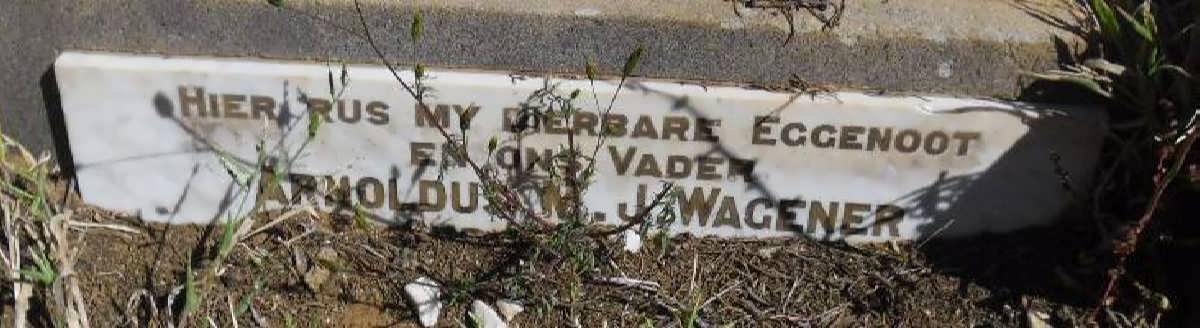 HIER RUS MY DIERBARE EGGENOOT
EN ONS VADER
ARNOLDUS M. J. WAGENER